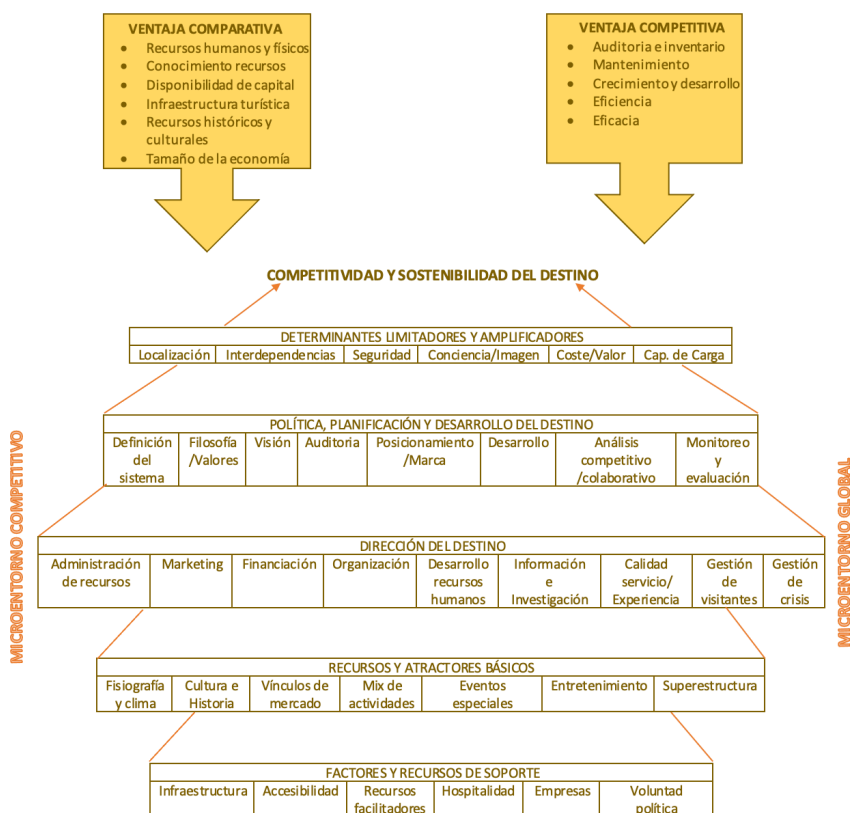 VENTAJA COMPARATIVA
• Recursos humanos y físicos
• Conocimiento recursos
• Disponibilidad de capital
• Infraestructura turística
• Recursos históricos y
culturales
• Tamaño de la economía
VENTAJA COMPETITIVA
• Auditoria e inventario
• Mantenimiento
• Crecimiento y desarrollo
• Eficiencia
• Eficacia
COMPETITIVIDAD Y SOSTENIBILIDAD DEL DESTINO
DETERMINANTES LIMITADORES Y AMPLIFICADORES
Localización Interdependencias Seguridad Conciencia/Imagen Coste/Valor Cap. de Carga
POLÍTICA, PLANIFICACIÓN Y DESARROLLO DEL DESTINO
Definición
del
sistema
Filosofía
/Valores
Visión
Auditoria
Posicionamiento
/Marca
Desarrollo
Análisis
competitivo
/colaborativo
Monitoreo
y
evaluación
DIRECCIÓN DEL DESTINO
Administración
de recursos
Marketing
Financiación
Organización
Desarrollo
recursos
humanos
Información
e
Investigación
Calidad
servicio/
Experiencia
Gestión
de
visitantes
Gestión
de
crisis
RECURSOS Y ATRACTORES BÁSICOS
Fisiografía
y clima
Cultura e
Historia
Vínculos de
mercado
Mix de
actividades
Eventos
especiales
Entretenimiento
Superestructura
FACTORES Y RECURSOS DE SOPORTE
Infraestructura
Accesibilidad
Recursos
facilitadores
Hospitalidad
Empresas
Voluntad
política
MICROENTORNO COMPETITIVO
MICROENTORNO GLOBAL